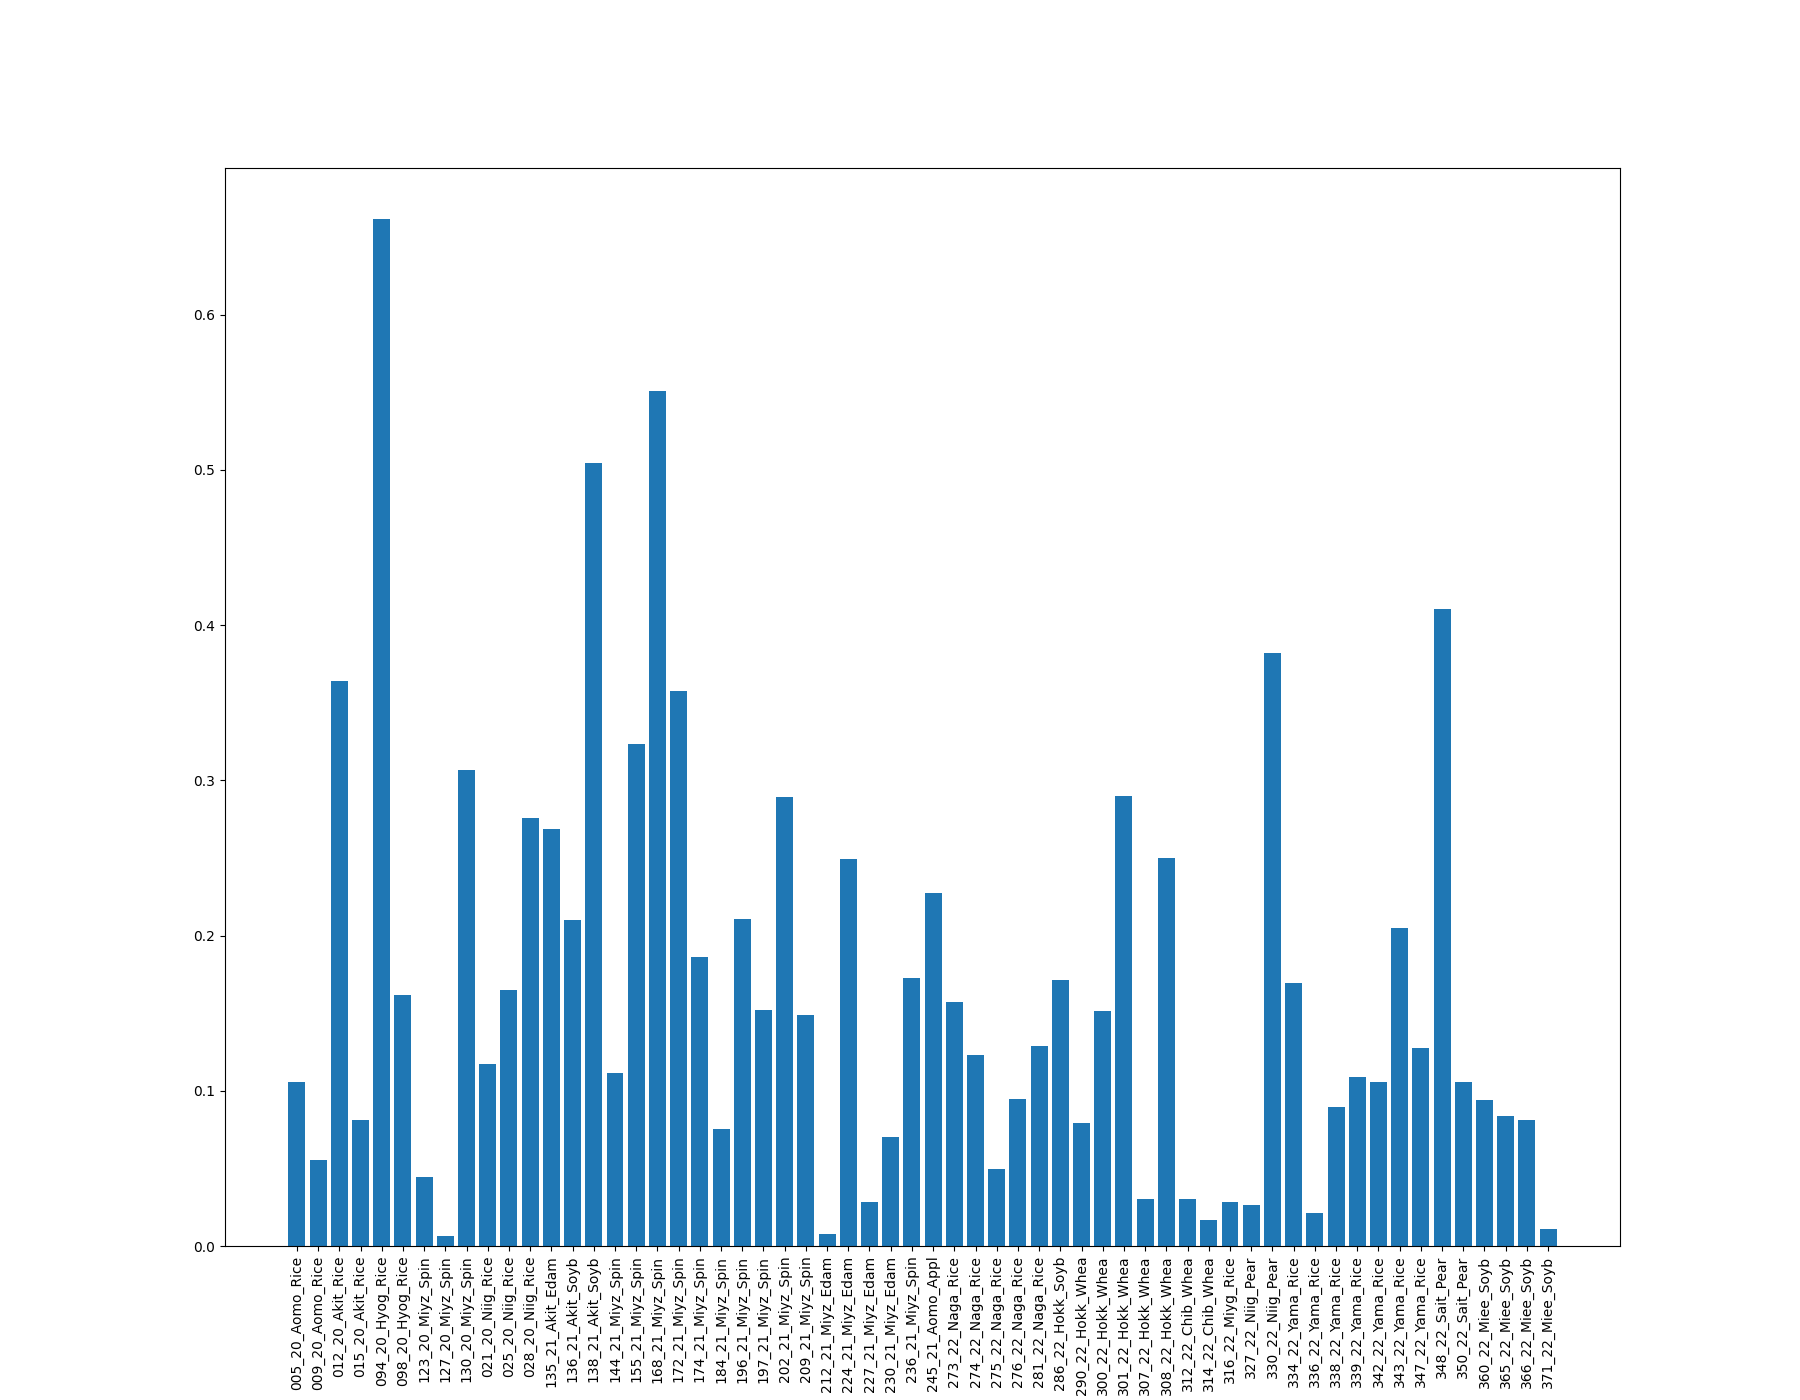 0.6
0.5
0.4
0.3
0.2
0.1
0.0
005_20_Aomo_Rice
009_20_Aomo_Rice
012_20_Akit_Rice
015_20_Akit_Rice
094_20_Hyog_Rice
098_20_Hyog_Rice
123_20_Miyz_Spin
127_20_Miyz_Spin
130_20_Miyz_Spin
021_20_Niig_Rice
025_20_Niig_Rice
028_20_Niig_Rice
135_21_Akit_Edam
136_21_Akit_Soyb
138_21_Akit_Soyb
144_21_Miyz_Spin
155_21_Miyz_Spin
168_21_Miyz_Spin
172_21_Miyz_Spin
174_21_Miyz_Spin
184_21_Miyz_Spin
196_21_Miyz_Spin
197_21_Miyz_Spin
202_21_Miyz_Spin
209_21_Miyz_Spin
212_21_Miyz_Edam
224_21_Miyz_Edam
227_21_Miyz_Edam
230_21_Miyz_Edam
236_21_Miyz_Spin
245_21_Aomo_Appl
273_22_Naga_Rice
274_22_Naga_Rice
275_22_Naga_Rice
276_22_Naga_Rice
281_22_Naga_Rice
286_22_Hokk_Soyb
290_22_Hokk_Whea
300_22_Hokk_Whea
301_22_Hokk_Whea
307_22_Hokk_Whea
308_22_Hokk_Whea
312_22_Chib_Whea
314_22_Chib_Whea
316_22_Miyg_Rice
327_22_Niig_Pear
330_22_Niig_Pear
334_22_Yama_Rice
336_22_Yama_Rice
338_22_Yama_Rice
339_22_Yama_Rice
342_22_Yama_Rice
343_22_Yama_Rice
347_22_Yama_Rice
348_22_Sait_Pear
350_22_Sait_Pear
360_22_Miee_Soyb
365_22_Miee_Soyb
366_22_Miee_Soyb
371_22_Miee_Soyb